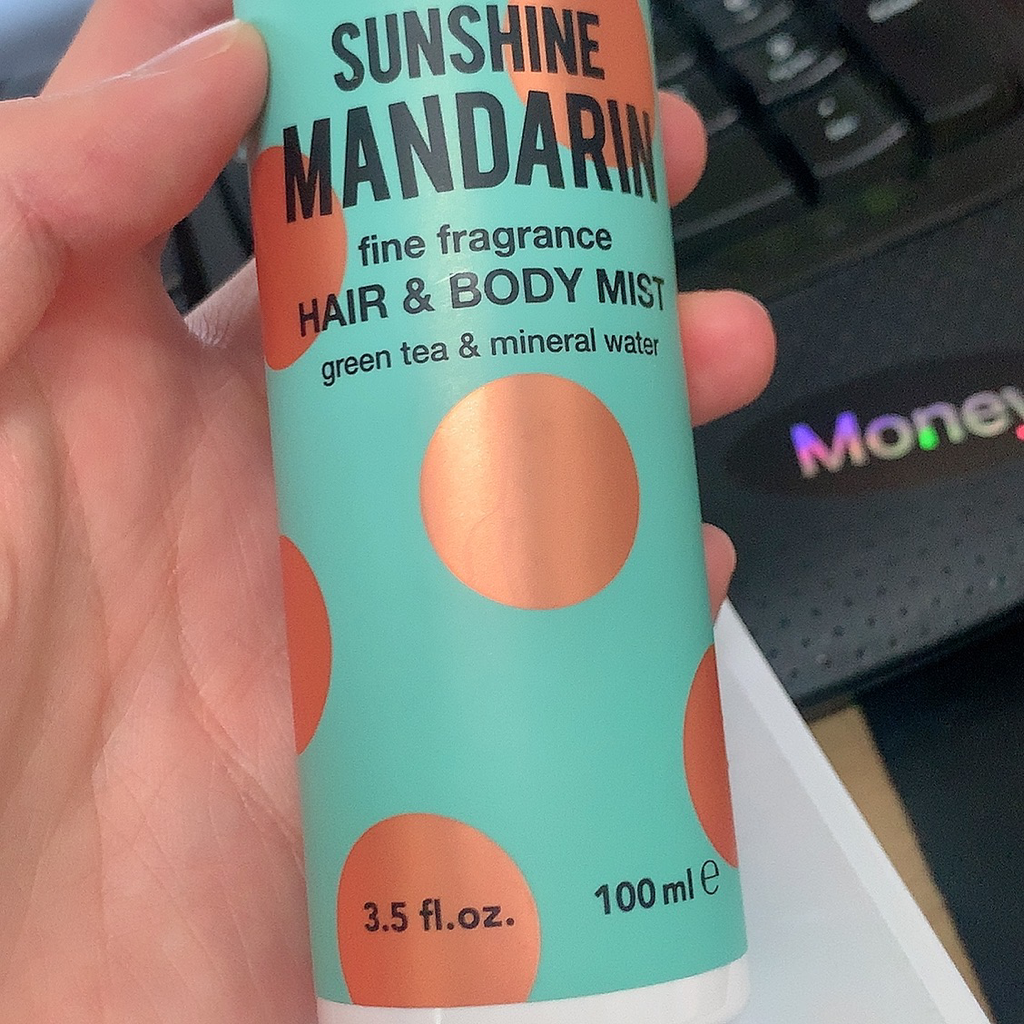 SUNSHINE
MANDARIN
fine fragrance
HAIR & BODY MIST
green tea & mineral water
3.5 fl.oz.
100 ml ℮
Money